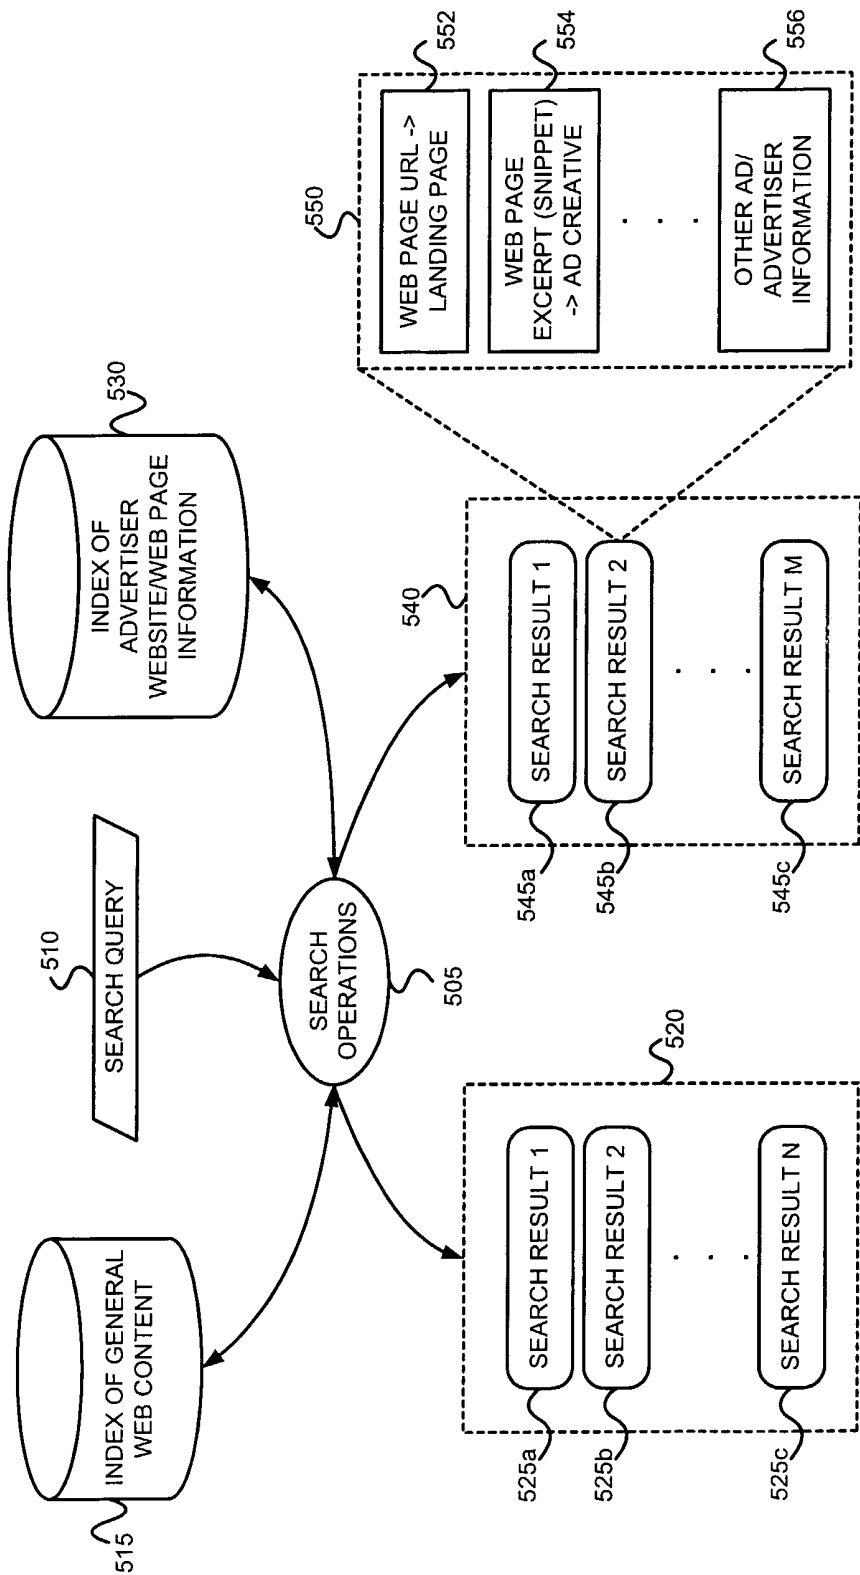 510
SEARCH QUERY
INDEX OF GENERAL
WEB CONTENT
515
INDEX OF
ADVERTISER
WEBSITE/WEB PAGE
INFORMATION
530
SEARCH
OPERATIONS
505
520
SEARCH RESULT 1
525a
SEARCH RESULT 2
525b
. . .
SEARCH RESULT N
525c
540
SEARCH RESULT 1
545a
SEARCH RESULT 2
545b
. . .
SEARCH RESULT M
545c
550
WEB PAGE URL ->
LANDING PAGE
552
WEB PAGE
EXCERPT (SNIPPET)
-> AD CREATIVE
554
. . .
OTHER AD/
ADVERTISER
INFORMATION
556